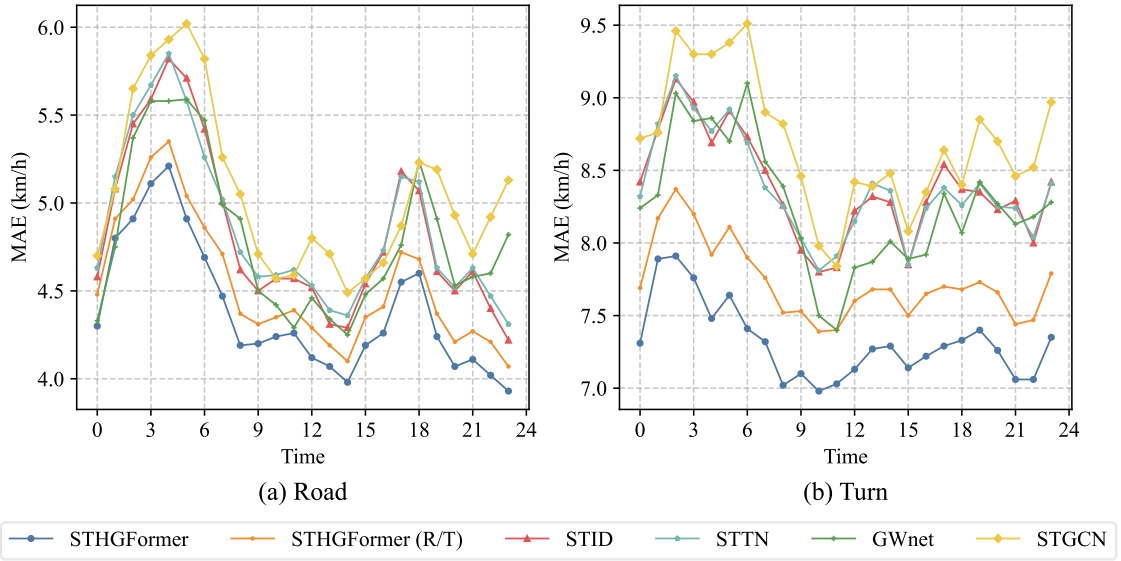 6.0
5.5
5.0
4.5
4.0
MAE (km/h)
0 3 6 9 12 15 18 21 24
Time
(a) Road
9.5
9.0
8.5
8.0
7.5
7.0
MAE (km/h)
0 3 6 9 12 15 18 21 24
Time
(b) Turn
STHGFormer STHGFormer (R/T) STID STTN GWnet STGCN